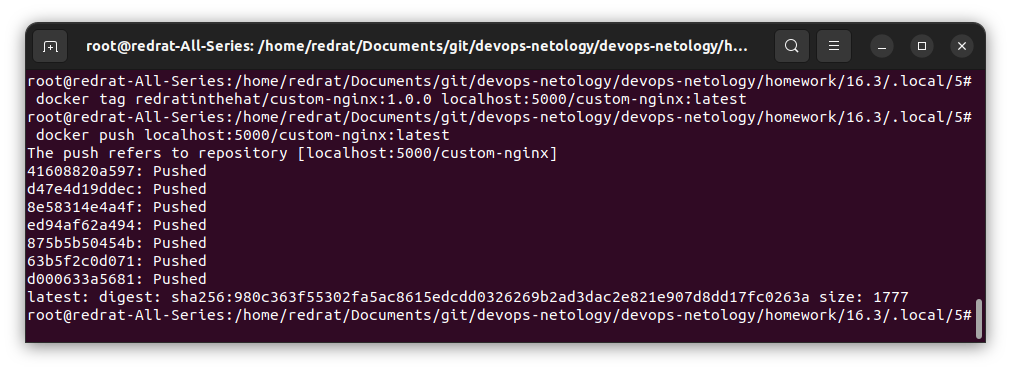 root@redrat-All-Series: /home/redrat/Documents/git/devops-netology/devops-netology/h...
root@redrat-All-Series:/home/redrat/Documents/git/devops-netology/devops-netology/homework/16.3/.local/5#
 docker tag redratinthehat/custom-nginx:1.0.0 localhost:5000/custom-nginx:latest
root@redrat-All-Series:/home/redrat/Documents/git/devops-netology/devops-netology/homework/16.3/.local/5#
 docker push localhost:5000/custom-nginx:latest
The push refers to repository [localhost:5000/custom-nginx]
41608820a597: Pushed
d47e4d19ddec: Pushed
8e58314e4a4f: Pushed
ed94af62a494: Pushed
875b5b50454b: Pushed
63b5f2c0d071: Pushed
d000633a5681: Pushed
latest: digest: sha256:980c363f55302fa5ac8615edcdd0326269b2ad3dac2e821e907d8dd17fc0263a size: 1777
root@redrat-All-Series:/home/redrat/Documents/git/devops-netology/devops-netology/homework/16.3/.local/5#